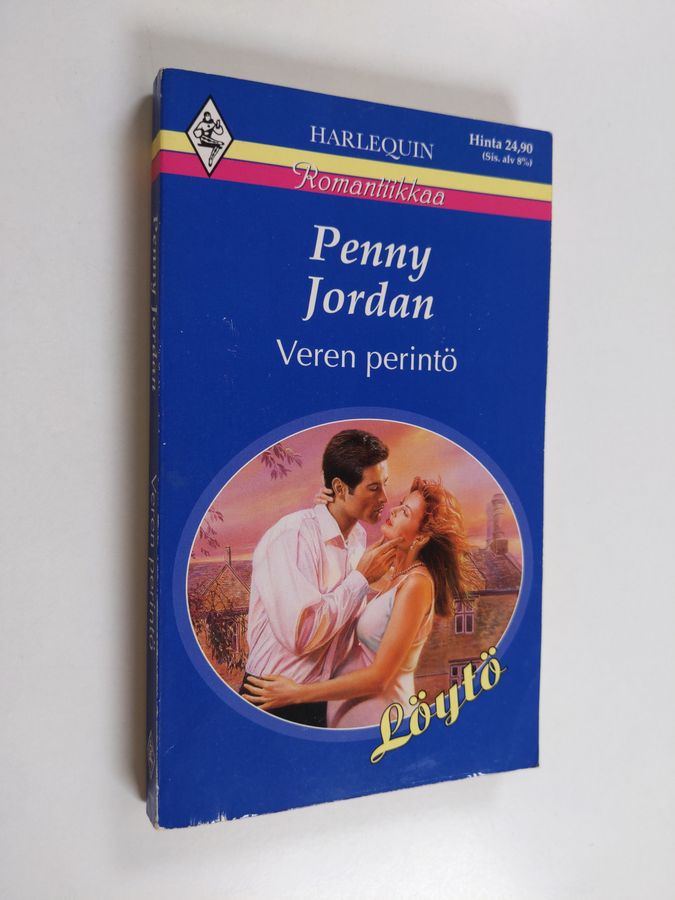 HARLEQUIN
Hinta 24,90
(Sis. alv 8%)
Romantiikkaa
Penny
Jordan
Veren perintö
Löytö
Penny Jordan
Veren perintö